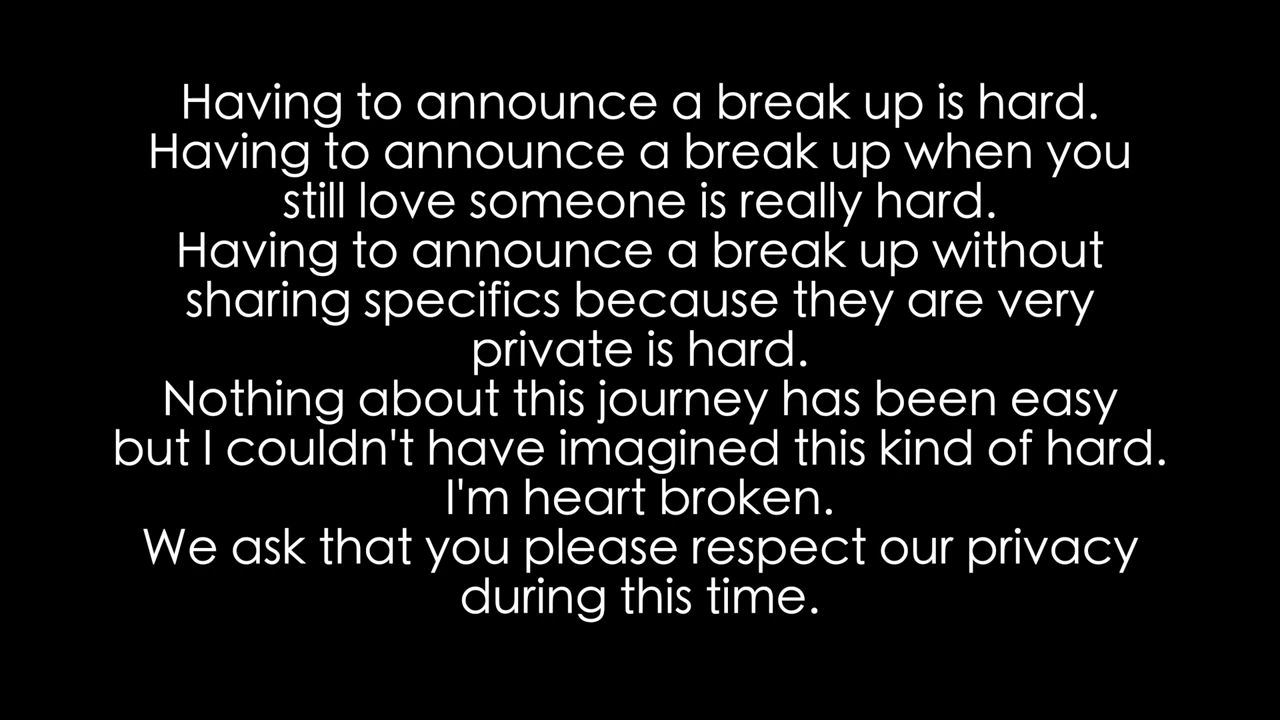 Having to announce a break up is hard.
Having to announce a break up when you
still love someone is really hard.
Having to announce a break up without
sharing specifics because they are very
private is hard.
Nothing about this journey has been easy
but I couldn't have imagined this kind of hard.
I'm heart broken.
We ask that you please respect our privacy
during this time.